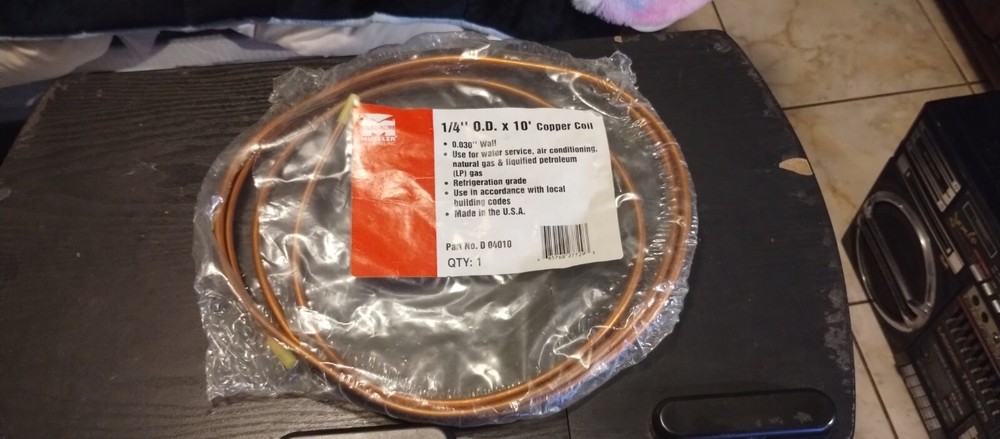 1/4" O.D. x 10' Copper Coil
• 0.030" Wall
• Use for water service, air conditioning,
natural gas & liquified petroleum
(LP) gas
• Refrigeration grade
• Use in accordance with local
building codes
• Made in the U.S.A.
Part No. D 04010
QTY: 1